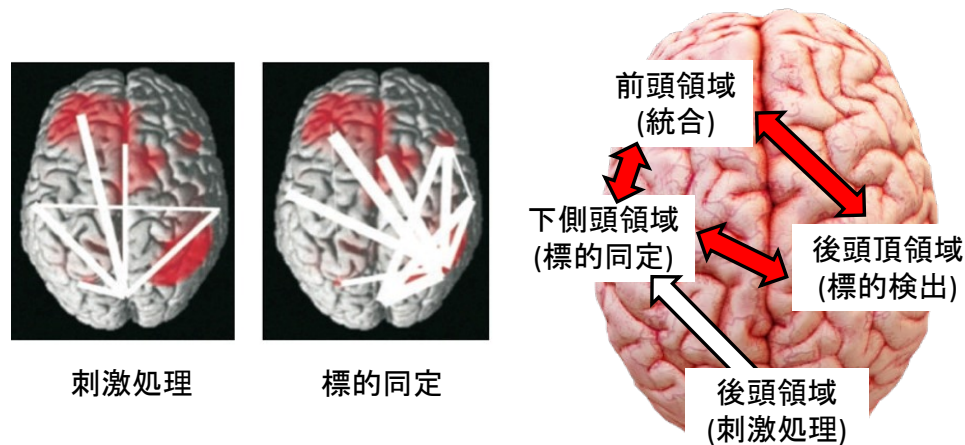 刺激処理
標的同定
前頭領域
(統合)
下側頭領域
(標的同定)
後頭頂領域
(標的検出)
後頭領域
(刺激処理)